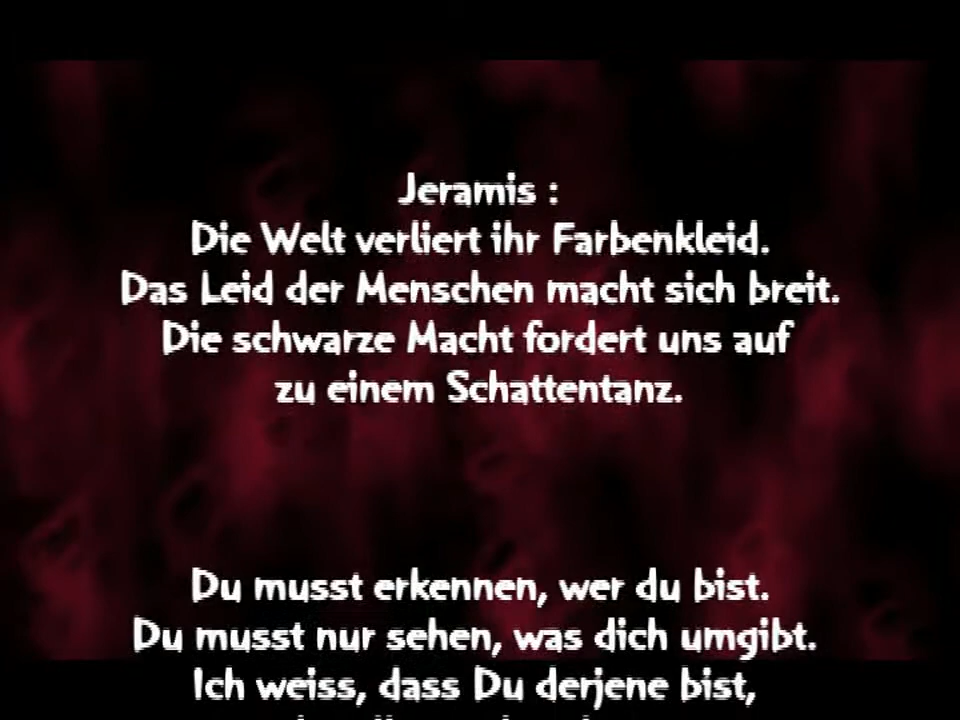 Jeramis :
Die Welt verliert ihr Farbenkleid.
Das Leid der Menschen macht sich breit.
Die schwarze Macht fordert uns auf
zu einem Schattentanz.
Du musst erkennen, wer du bist.
Du musst nur sehen, was dich umgibt.
Ich weiss, dass Du derjene bist,